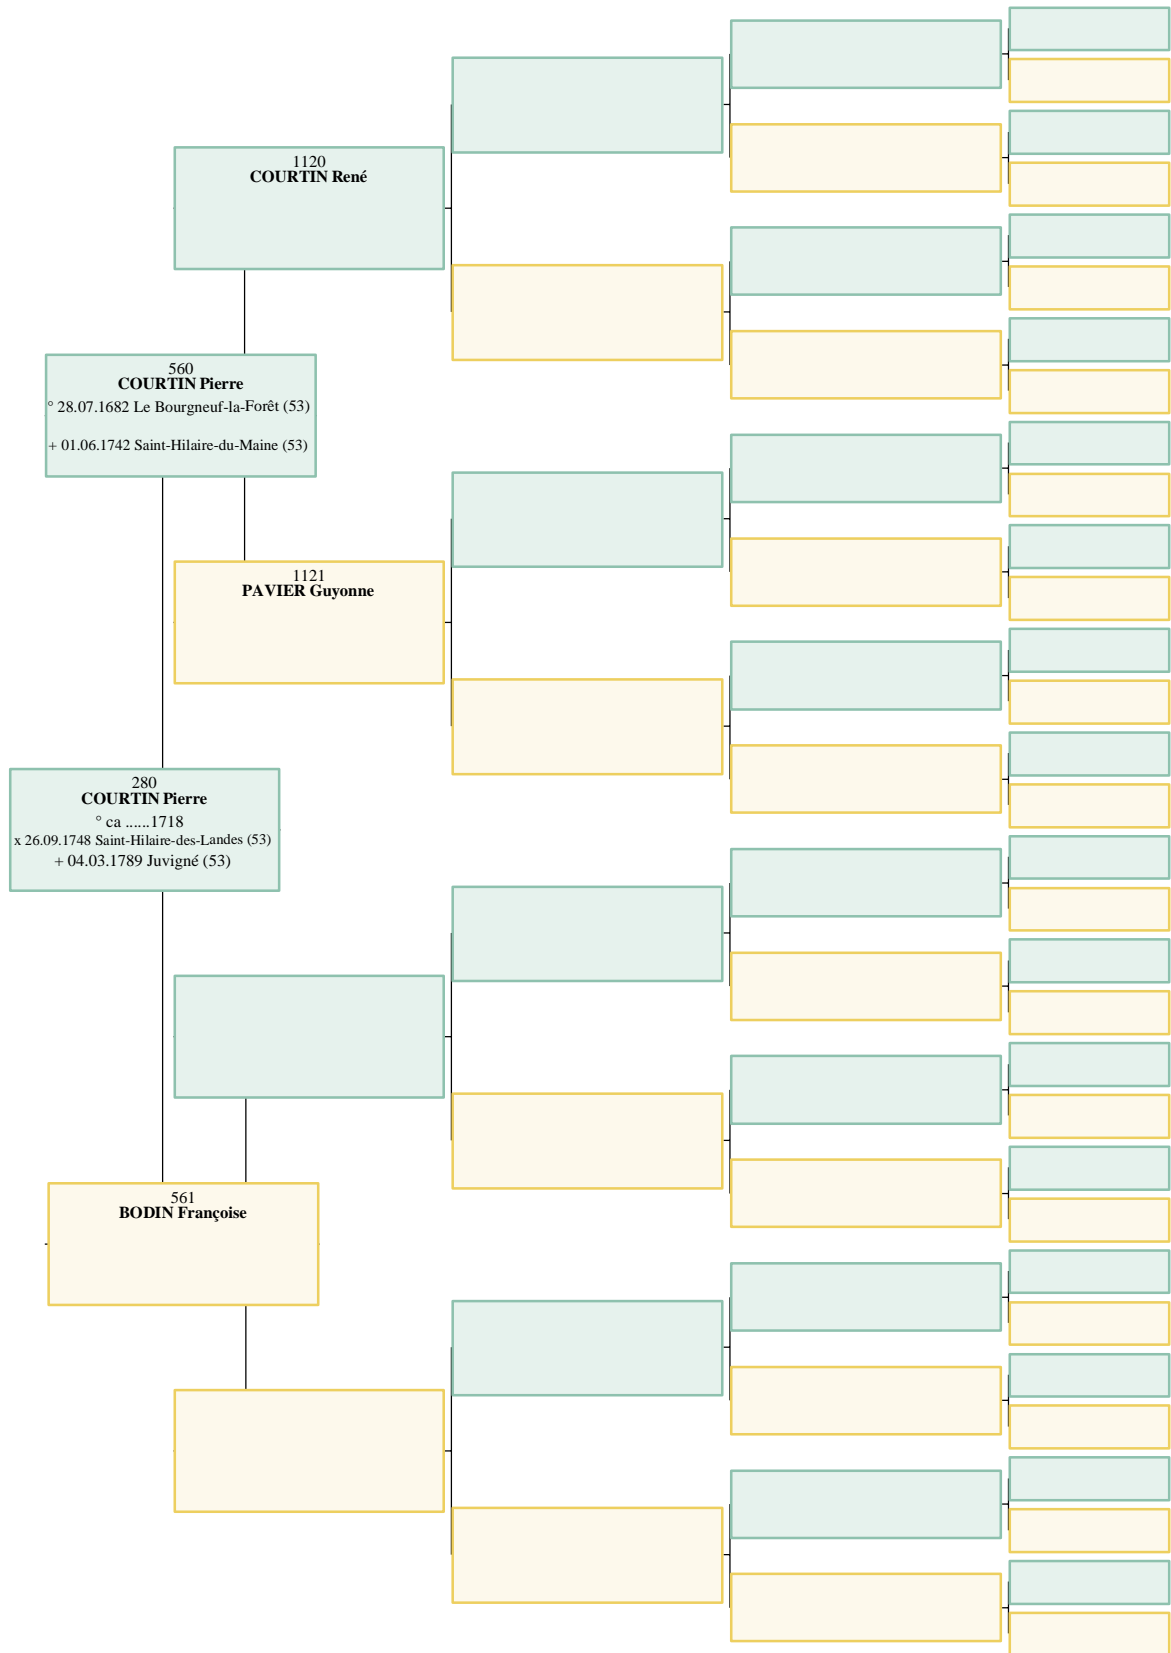 1120
COURTIN René
560
COURTIN Pierre
° 28.07.1682 Le Bourgneuf-la-Forêt (53)
+ 01.06.1742 Saint-Hilaire-du-Maine (53)
1121
PAVIER Guyonne
280
COURTIN Pierre
° ca ......1718
x 26.09.1748 Saint-Hilaire-des-Landes (53)
+ 04.03.1789 Juvigné (53)
561
BODIN Françoise